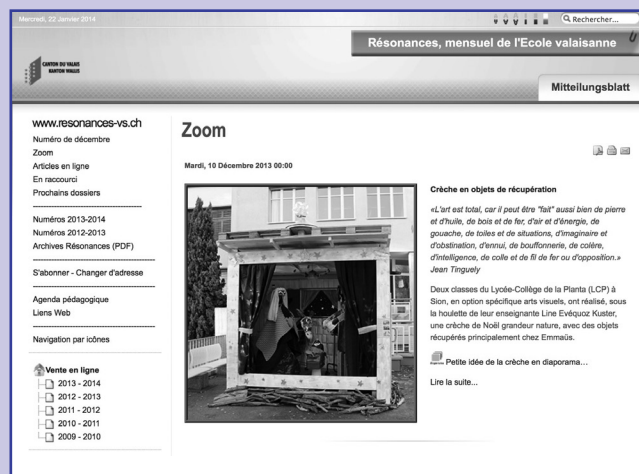 Mercredi, 22 Janvier 2014
Rechercher...
Résonances, mensuel de l'Ecole valaisanne
CANTON DU VALAIS
KANTON WALLIS
Mitteilungsblatt
www.resonances-vs.ch
Numéro de décembre
Zoom
Articles en ligne
En raccourci
Prochains dossiers
Numéros 2013-2014
Numéros 2012-2013
Archives Résonances (PDF)
S'abonner - Changer d'adresse
Agenda pédagogique
Liens Web
Navigation par icônes
Vente en ligne
2013 - 2014
2012 - 2013
2011 - 2012
2010 - 2011
2009 - 2010
Zoom
Mardi, 10 Décembre 2013 00:00
Crèche en objets de récupération
«L'art est total, car il peut être "fait" aussi bien de pierre
et d'huile, de bois et de fer, d'air et d'énergie, de
gouache, de toiles et de situations, d'imaginaire et
d'obstination, d'ennui, de bouffonnerie, de colère,
d'intelligence, de colle et de fil de fer ou d'opposition.»
Jean Tinguely
Deux classes du Lycée-Collège de la Planta (LCP) à
Sion, en option spécifique arts visuels, ont réalisé, sous
la houlette de leur enseignante Line Evéquoz Kuster,
une crèche de Noël grandeur nature, avec des objets
récupérés principalement chez Emmaüs.
Petite idée de la crèche en diaporama...
Lire la suite...